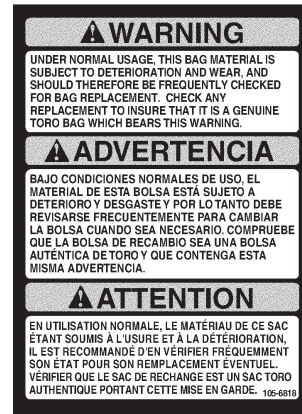 WARNING
UNDER NORMAL USAGE, THIS BAG MATERIAL IS
SUBJECT TO DETERIORATION AND WEAR, AND
SHOULD THEREFORE BE FREQUENTLY CHECKED
FOR BAG REPLACEMENT. CHECK ANY
REPLACEMENT TO INSURE THAT IT IS A GENUINE
TORO BAG WHICH BEARS THIS WARNING.
ADVERTENCIA
BAJO CONDICIONES NORMALES DE USO, EL
MATERIAL DE ESTA BOLSA ESTÁ SUJETO A
DETERIORO Y DESGASTE Y POR LO TANTO DEBE
REVISARSE FRECUENTEMENTE PARA CAMBIAR
LA BOLSA CUANDO SEA NECESARIO. COMPRUEBE
QUE LA BOLSA DE RECAMBIO SEA UNA BOLSA
AUTÉNTICA DE TORO Y QUE CONTENGA ESTA
MISMA ADVERTENCIA.
ATTENTION
EN UTILISATION NORMALE, LE MATÉRIAU DE CE SAC
ÉTANT SOUMIS À L'USURE ET À LA DÉTÉRIORATION,
IL EST RECOMMANDÉ D'EN VÉRIFIER FRÉQUEMMENT
SON ÉTAT POUR SON REMPLACEMENT ÉVENTUEL.
VÉRIFIER QUE LE SAC DE RECHANGE EST UN SAC TORO
AUTHENTIQUE PORTANT CETTE MISE EN GARDE. 105-6818